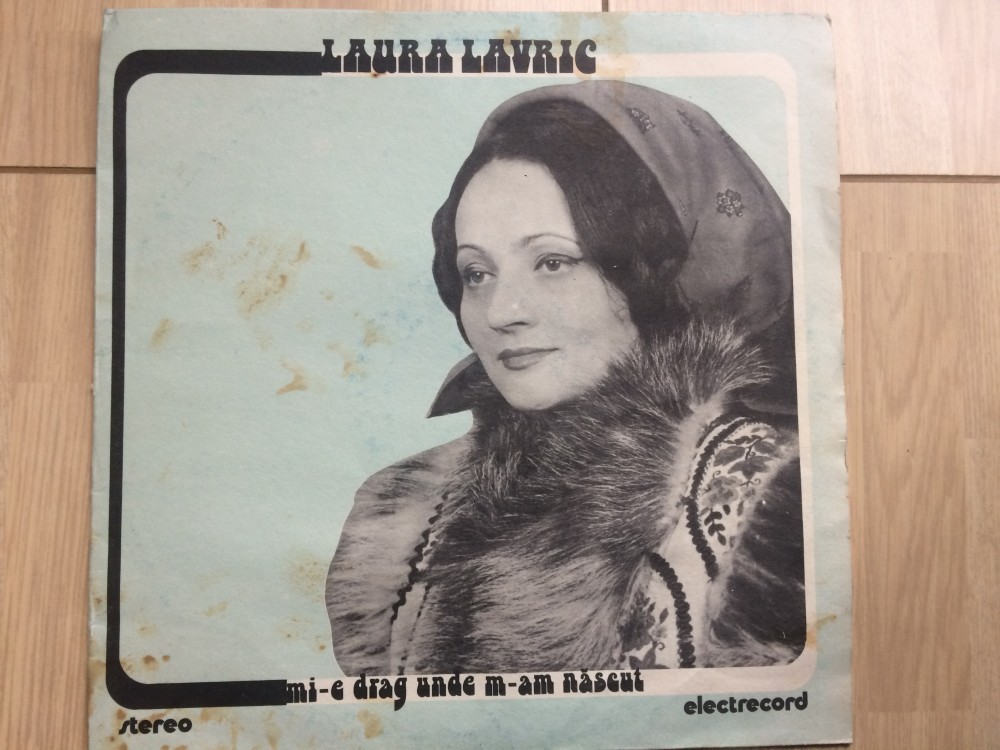 LAURA LAVRIC
mi-e drag unde m-am născut
stereo
electrecord